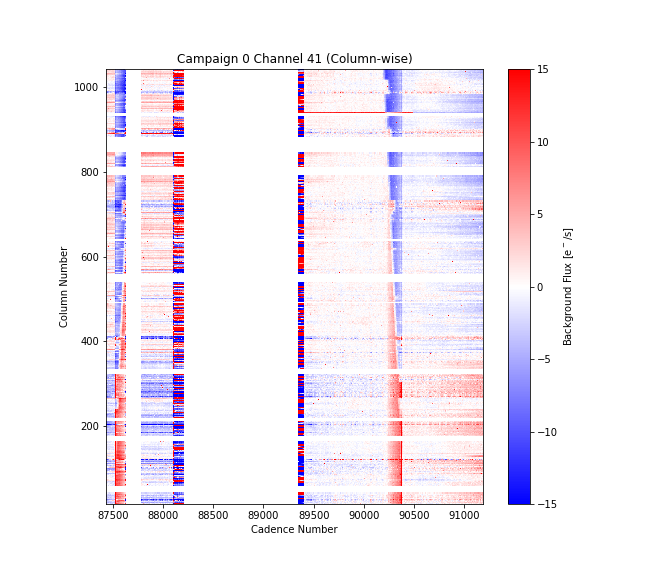 Campaign 0 Channel 41 (Column-wise)
1000
800
600
400
200
Column Number
87500 88000 88500 89000 89500 90000 90500 91000
Cadence Number
15
10
5
0
−5
−10
−15
Background Flux [e⁻/s]